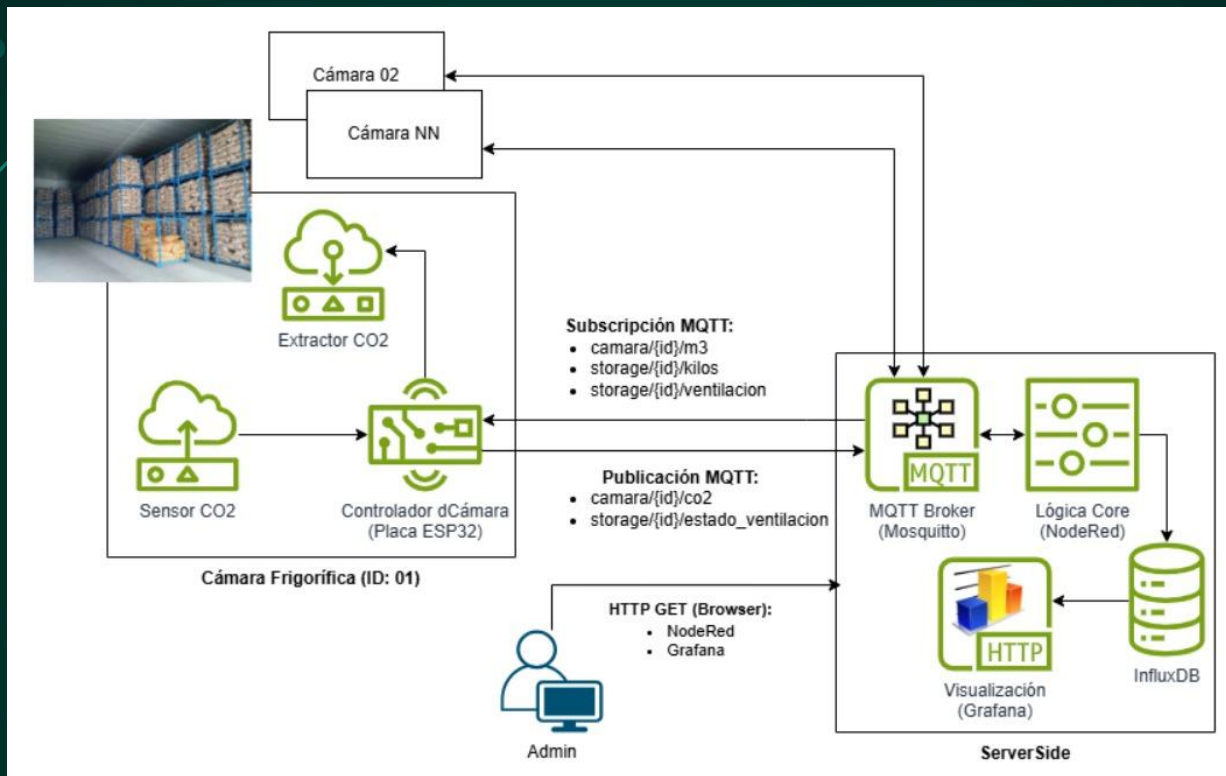 Cámara 02
Cámara NN
Extractor CO2
Sensor CO2
Controlador dCámara
(Placa ESP32)
Cámara Frigorífica (ID: 01)
Subscripción MQTT:
• camara/{id}/m3
• storage/{id}/kilos
• storage/{id}/ventilacion
Publicación MQTT:
• camara/{id}/co2
• storage/{id}/estado_ventilacion
MQTT
MQTT Broker
(Mosquitto)
Lógica Core
(NodeRed)
HTTP GET (Browser):
• NodeRed
• Grafana
Admin
HTTP
Visualización
(Grafana)
InfluxDB
ServerSide